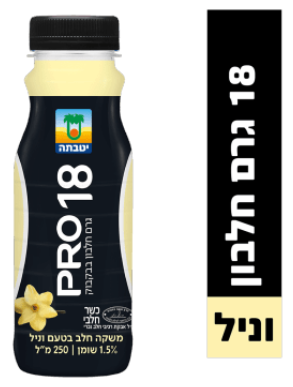 יטבתה
PRO 18
גרם חלבון בבקבוק
כשר
חלבי
משקה חלב בטעם וניל
1.5% שומן | 250 מ"ל
18 גרם חלבון
וניל